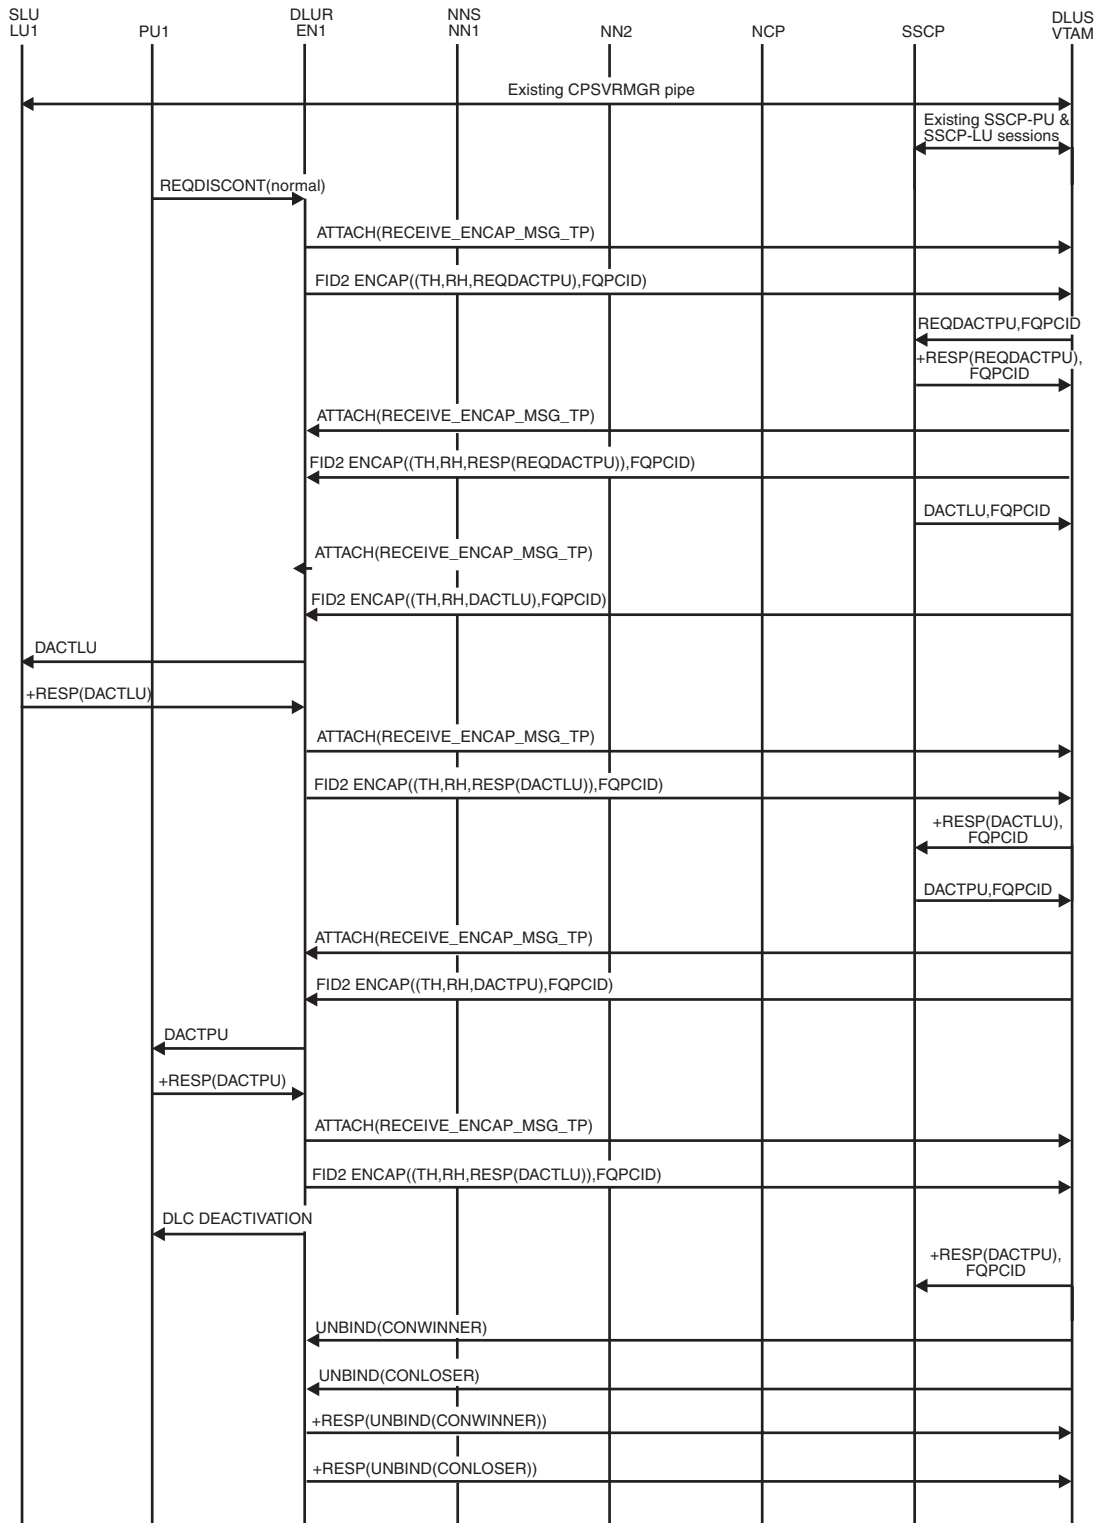 SLU
LU1
PU1
DLUR
EN1
NNS
NN1
NN2
NCP
SSCP
DLUS
VTAM
Existing CPSVRMGR pipe
Existing SSCP-PU &
SSCP-LU sessions
REQDISCONT(normal)
ATTACH(RECEIVE_ENCAP_MSG_TP)
FID2 ENCAP((TH,RH,REQDACTPU),FQPCID)
REQDACTPU,FQPCID
+RESP(REQDACTPU),
FQPCID
ATTACH(RECEIVE_ENCAP_MSG_TP)
FID2 ENCAP((TH,RH,RESP(REQDACTPU)),FQPCID)
DACTLU,FQPCID
ATTACH(RECEIVE_ENCAP_MSG_TP)
FID2 ENCAP((TH,RH,DACTLU),FQPCID)
DACTLU
+RESP(DACTLU)
ATTACH(RECEIVE_ENCAP_MSG_TP)
FID2 ENCAP((TH,RH,RESP(DACTLU)),FQPCID)
+RESP(DACTLU),
FQPCID
DACTPU,FQPCID
ATTACH(RECEIVE_ENCAP_MSG_TP)
FID2 ENCAP((TH,RH,DACTPU),FQPCID)
DACTPU
+RESP(DACTPU)
ATTACH(RECEIVE_ENCAP_MSG_TP)
FID2 ENCAP((TH,RH,RESP(DACTLU)),FQPCID)
DLC DEACTIVATION
+RESP(DACTPU),
FQPCID
UNBIND(CONWINNER)
UNBIND(CONLOSER)
+RESP(UNBIND(CONWINNER))
+RESP(UNBIND(CONLOSER))